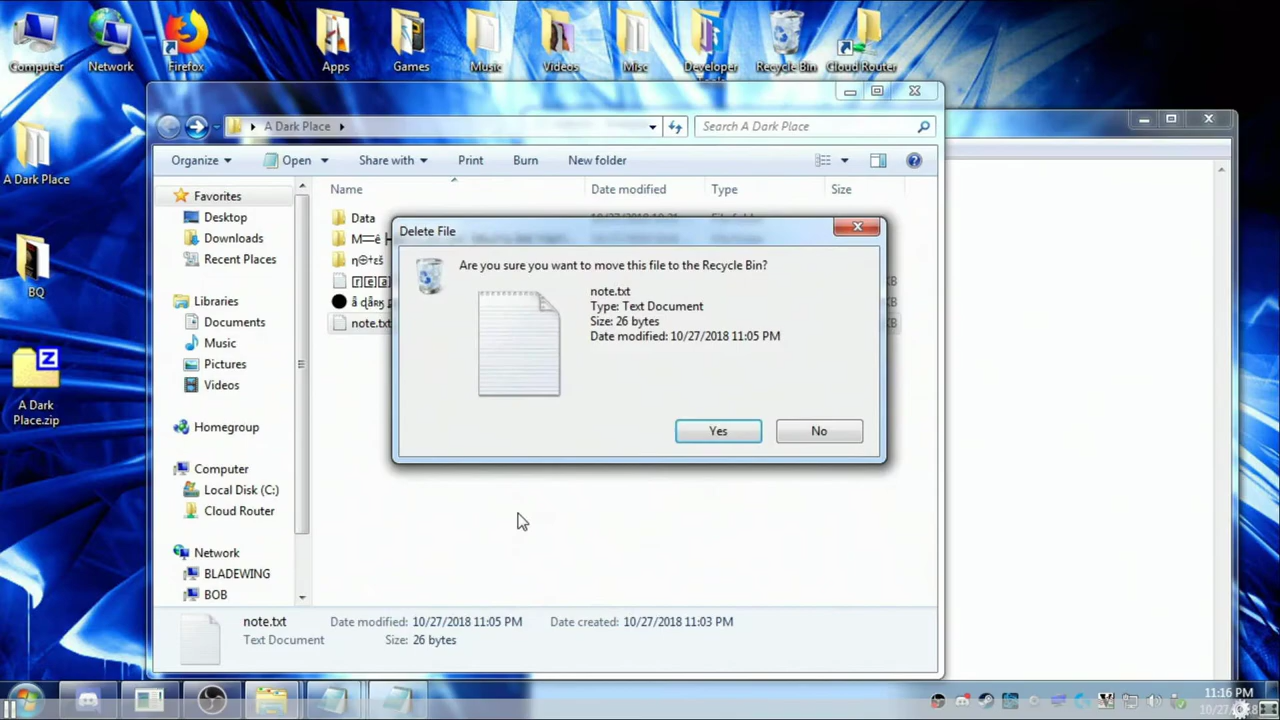 Computer
Network
Firefox
Apps
Games
Music
Videos
Misc
Developer
Recycle Bin
Cloud Router
A Dark Place
BQ
A Dark
Place.zip
A Dark Place
Search A Dark Place
Organize
Open
Share with
Print
Burn
New folder
Name
Date modified
Type
Size
Favorites
Desktop
Downloads
Recent Places
Libraries
Documents
Music
Pictures
Videos
Homegroup
Computer
Local Disk (C:)
Cloud Router
Network
BLADEWING
BOB
Data
note.txt
Delete File
Are you sure you want to move this file to the Recycle Bin?
note.txt
Type: Text Document
Size: 26 bytes
Date modified: 10/27/2018 11:05 PM
Yes
No
note.txt
Date modified: 10/27/2018 11:05 PM
Date created: 10/27/2018 11:03 PM
Text Document
Size: 26 bytes
11:16 PM
10/27/2018